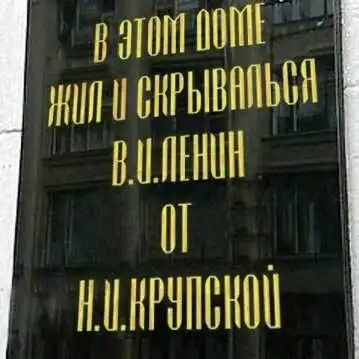 В ЭТОМ ДОМЕ
ЖИЛ И СКРЫВАЛЬСЯ
В.И.ЛЕНИН
ОТ
Н.И.КРУПСКОЙ